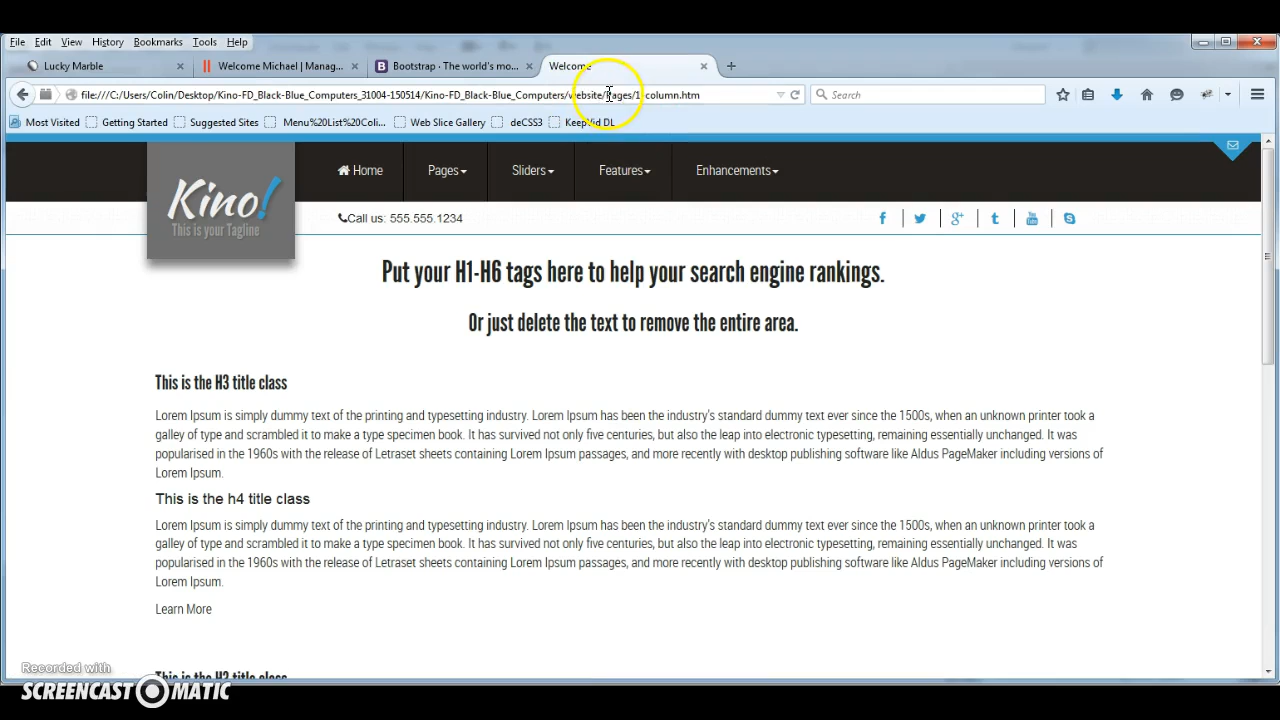 File Edit View History Bookmarks Tools Help
Lucky Marble
Welcome Michael | Manag...
Bootstrap · The world's mo...
Welcome
file:///C:/Users/Colin/Desktop/Kino-FD_Black-Blue_Computers_31004-150514/Kino-FD_Black-Blue_Computers/website/Pages/1-column.htm
Search
Most Visited Getting Started Suggested Sites Menu%20List%20Coli... Web Slice Gallery deCSS3 KeepVid DL
Kino!
This is your Tagline
Home Pages Sliders Features Enhancements
Call us: 555.555.1234
Put your H1-H6 tags here to help your search engine rankings.
Or just delete the text to remove the entire area.
This is the H3 title class
Lorem Ipsum is simply dummy text of the printing and typesetting industry. Lorem Ipsum has been the industry's standard dummy text ever since the 1500s, when an unknown printer took a
galley of type and scrambled it to make a type specimen book. It has survived not only five centuries, but also the leap into electronic typesetting, remaining essentially unchanged. It was
popularised in the 1960s with the release of Letraset sheets containing Lorem Ipsum passages, and more recently with desktop publishing software like Aldus PageMaker including versions of
Lorem Ipsum.
This is the h4 title class
Lorem Ipsum is simply dummy text of the printing and typesetting industry. Lorem Ipsum has been the industry's standard dummy text ever since the 1500s, when an unknown printer took a
galley of type and scrambled it to make a type specimen book. It has survived not only five centuries, but also the leap into electronic typesetting, remaining essentially unchanged. It was
popularised in the 1960s with the release of Letraset sheets containing Lorem Ipsum passages, and more recently with desktop publishing software like Aldus PageMaker including versions of
Lorem Ipsum.
Learn More
This is the H3 title class
Recorded with
SCREENCAST-O-MATIC